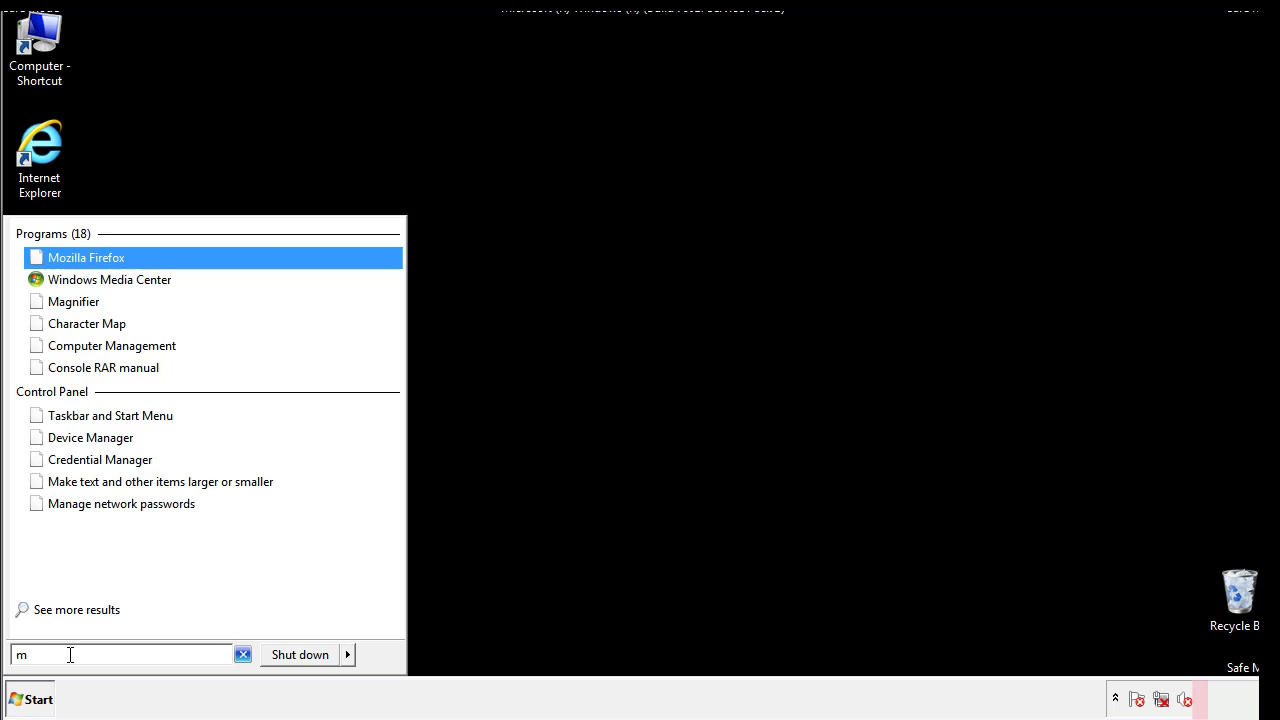 Computer -
Shortcut
Internet
Explorer
Programs (18)
Mozilla Firefox
Windows Media Center
Magnifier
Character Map
Computer Management
Console RAR manual
Control Panel
Taskbar and Start Menu
Device Manager
Credential Manager
Make text and other items larger or smaller
Manage network passwords
See more results
m
Shut down
Recycle B
Safe M
Start